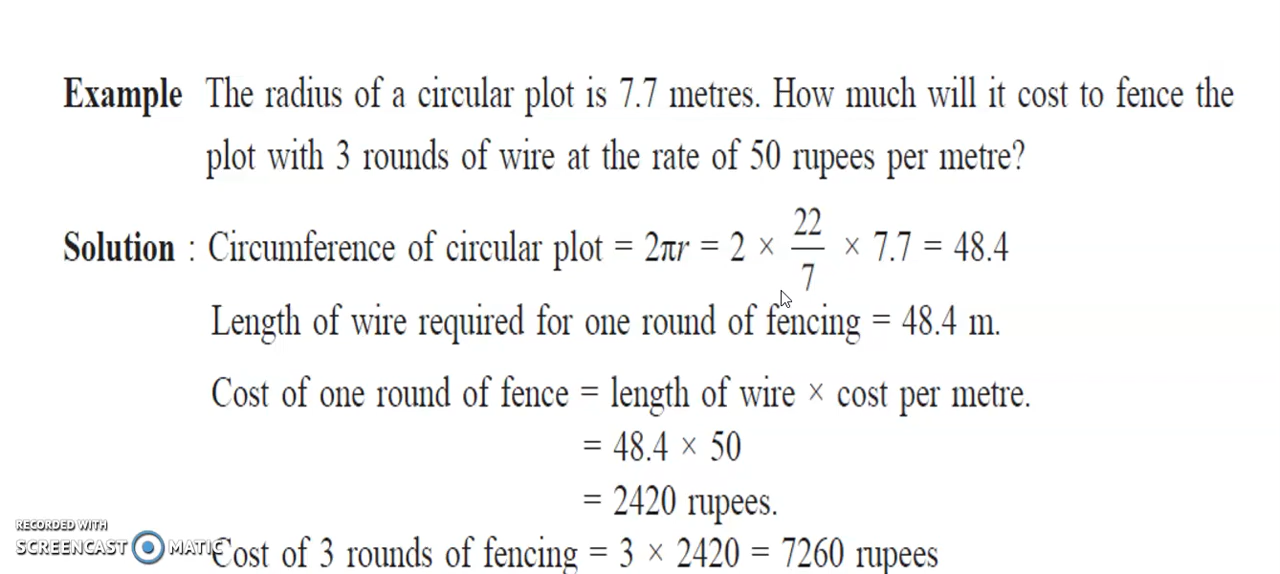 Example The radius of a circular plot is 7.7 metres. How much will it cost to fence the
plot with 3 rounds of wire at the rate of 50 rupees per metre?
Solution : Circumference of circular plot = 2πr = 2 × 22/7 × 7.7 = 48.4
Length of wire required for one round of fencing = 48.4 m.
Cost of one round of fence = length of wire × cost per metre.
= 48.4 × 50
= 2420 rupees.
RECORDED WITH
SCREENCAST MATIC
Cost of 3 rounds of fencing = 3 × 2420 = 7260 rupees